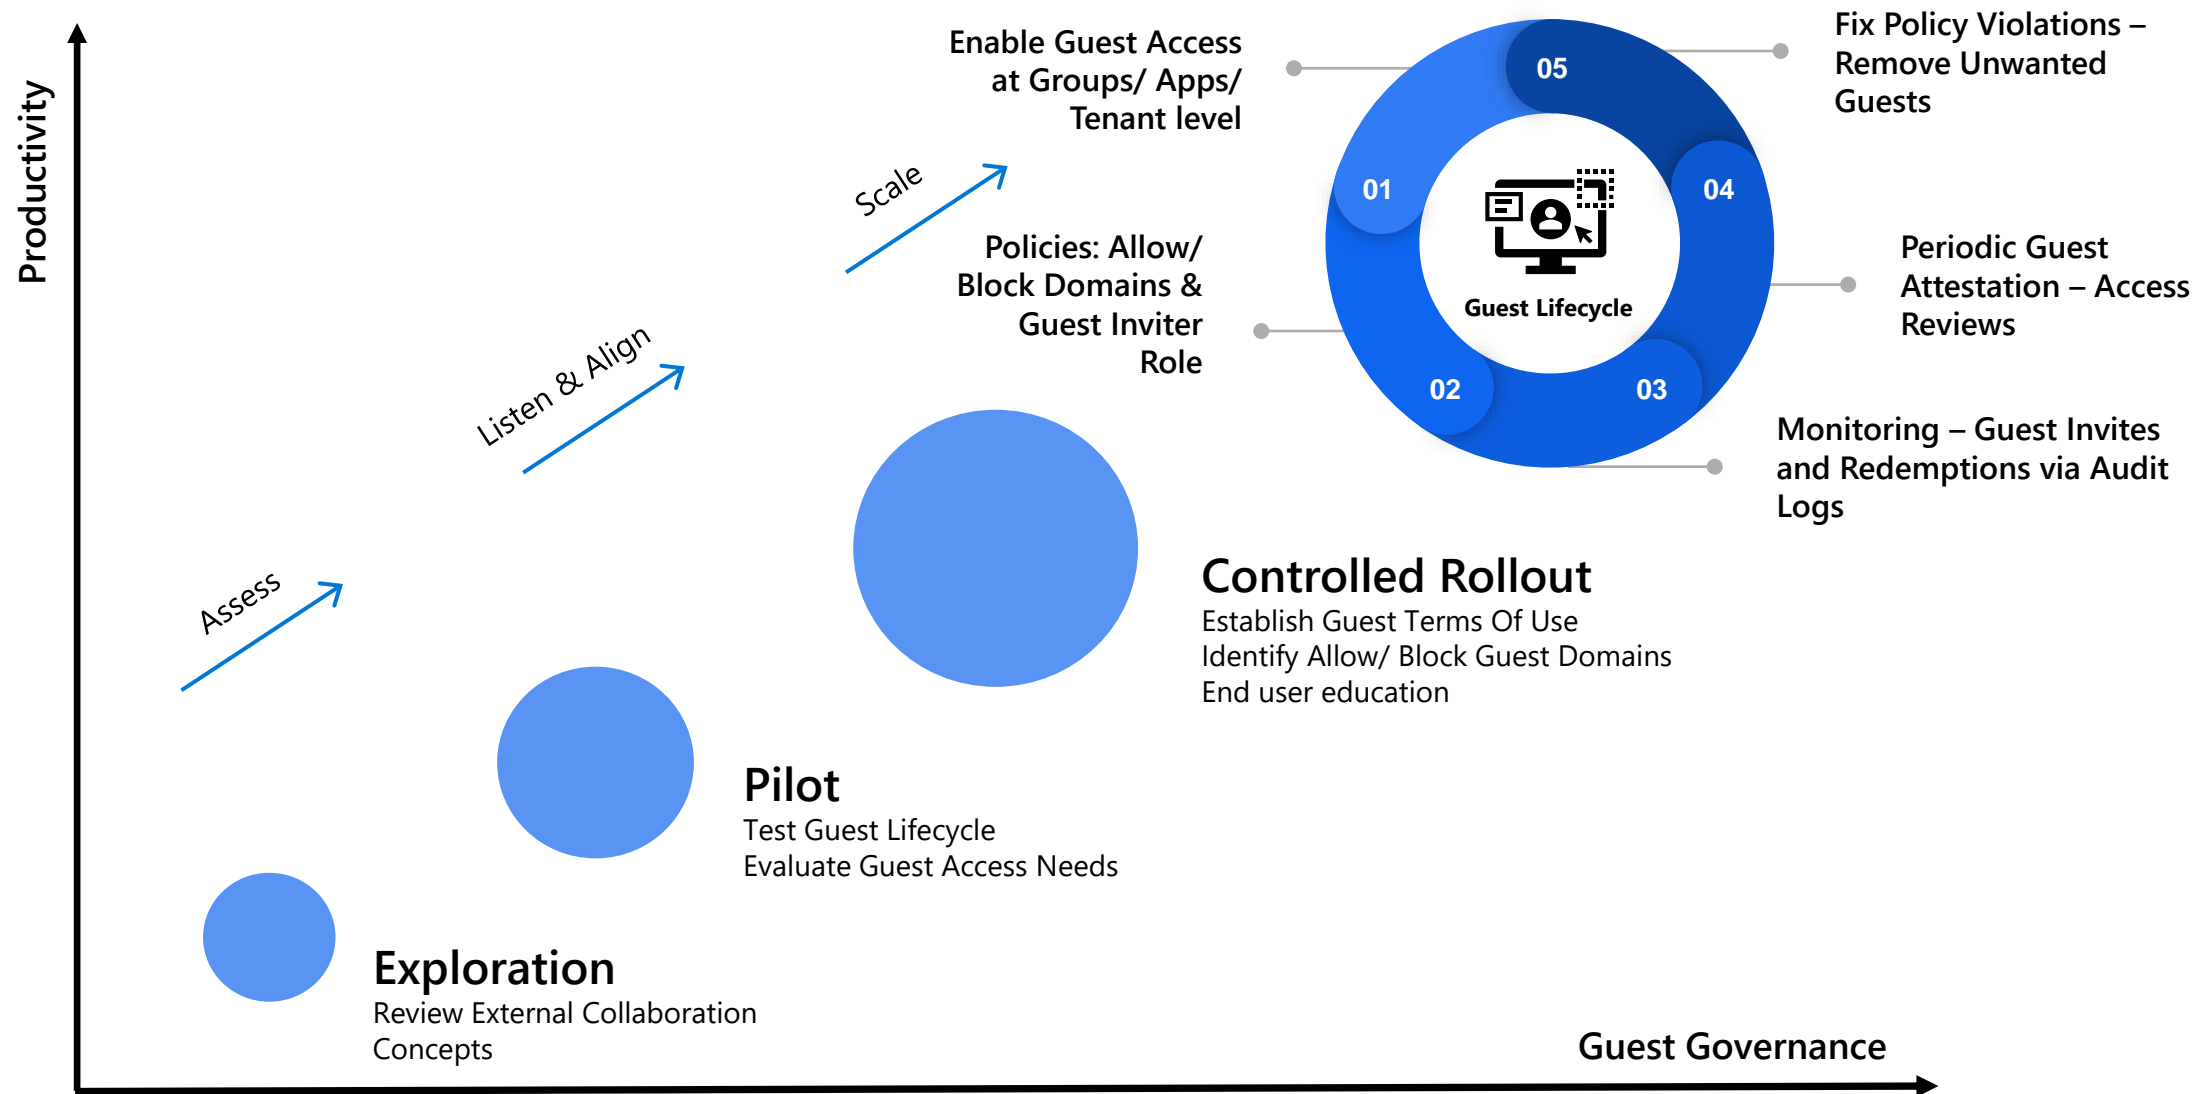 Productivity
Enable Guest Access
at Groups/ Apps/
Tenant level
Fix Policy Violations –
Remove Unwanted
Guests
05
01
04
Scale
Policies: Allow/
Block Domains &
Guest Inviter
Role
Guest Lifecycle
Periodic Guest
Attestation – Access
Reviews
02
03
Listen & Align
Monitoring – Guest Invites
and Redemptions via Audit
Logs
Assess
Controlled Rollout
Establish Guest Terms Of Use
Identify Allow/ Block Guest Domains
End user education
Pilot
Test Guest Lifecycle
Evaluate Guest Access Needs
Exploration
Review External Collaboration
Concepts
Guest Governance